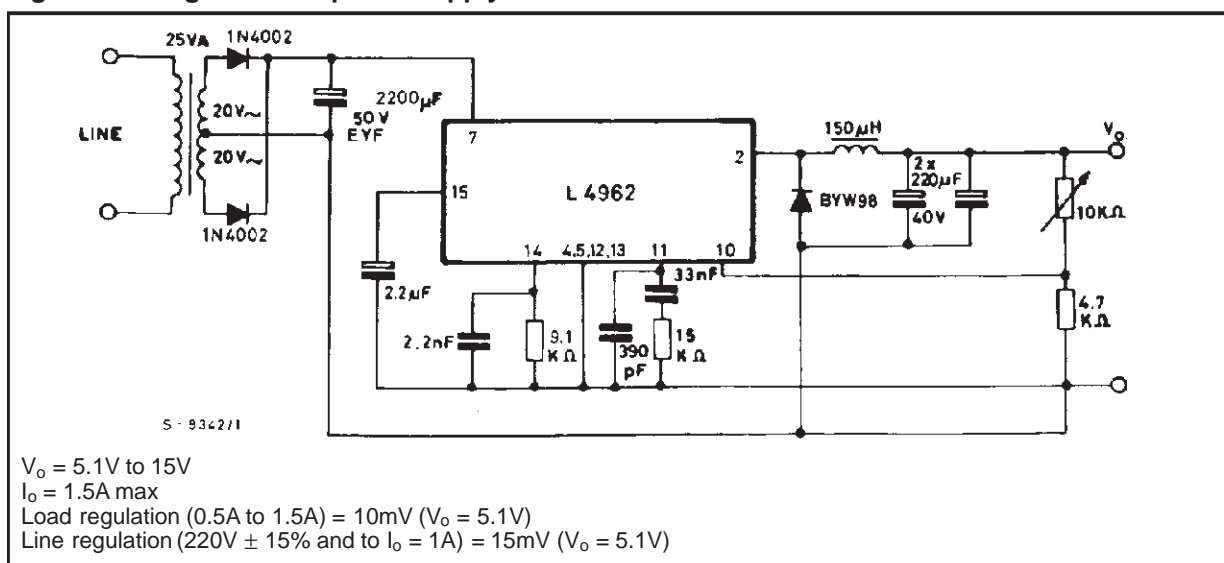 25VA
1N4002
2200µF
50V
EYF
20V~
LINE
20V~
1N4002
7
2
15
L 4962
14
4,5,12,13
11
10
150µH
Vo
2x
220µF
40V
BYW98
10KΩ
33nF
2.2µF
2.2nF
9.1
KΩ
390
pF
15
KΩ
4.7
KΩ
S-9342/1
Vo = 5.1V to 15V
Io = 1.5A max
Load regulation (0.5A to 1.5A) = 10mV (Vo = 5.1V)
Line regulation (220V ± 15% and to Io = 1A) = 15mV (Vo = 5.1V)